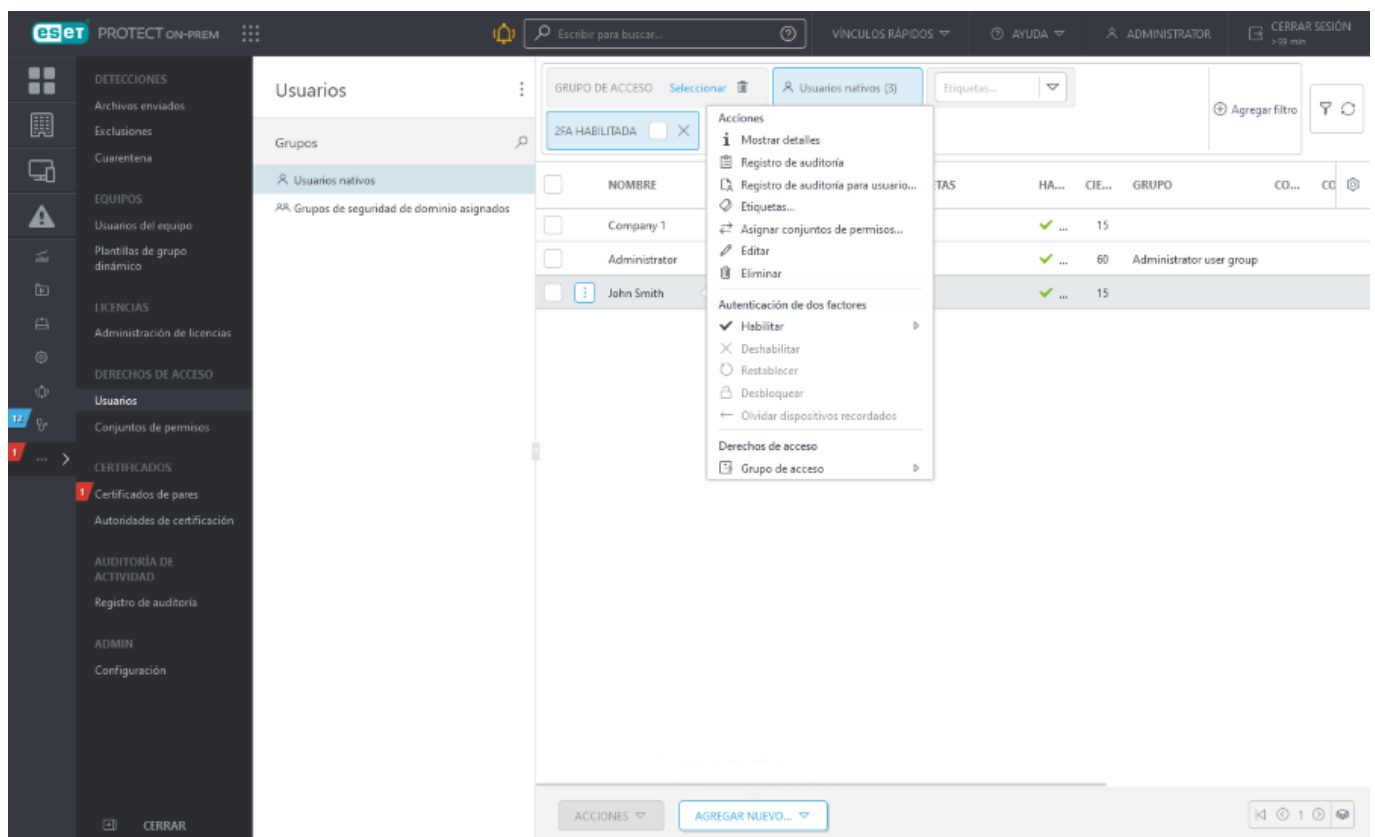 eset PROTECT ON-PREM
Escribir para buscar...
VÍNCULOS RÁPIDOS
AYUDA
ADMINISTRATOR
CERRAR SESIÓN
> 59 min
DETECCIONES
Archivos enviados
Exclusiones
Cuarentena
EQUIPOS
Usuarios del equipo
Plantillas de grupo
dinámico
LICENCIAS
Administración de licencias
DERECHOS DE ACCESO
Usuarios
12
Conjuntos de permisos
1
...
CERTIFICADOS
1
Certificados de pares
Autoridades de certificación
AUDITORÍA DE
ACTIVIDAD
Registro de auditoría
ADMIN
Configuración
CERRAR
Usuarios
Grupos
Usuarios nativos
Grupos de seguridad de dominio asignados
GRUPO DE ACCESO Seleccionar
Usuarios nativos (3)
Etiquetas...
Agregar filtro
2FA HABILITADA
NOMBRE
TAS
HA...
CIE...
GRUPO
CO...
CO
Company 1
... 15
Administrator
... 60 Administrator user group
John Smith
... 15
Acciones
Mostrar detalles
Registro de auditoría
Registro de auditoría para usuario...
Etiquetas...
Asignar conjuntos de permisos...
Editar
Eliminar
Autenticación de dos factores
Habilitar
Deshabilitar
Restablecer
Desbloquear
Olvidar dispositivos recordados
Derechos de acceso
Grupo de acceso
ACCIONES
AGREGAR NUEVO...
1